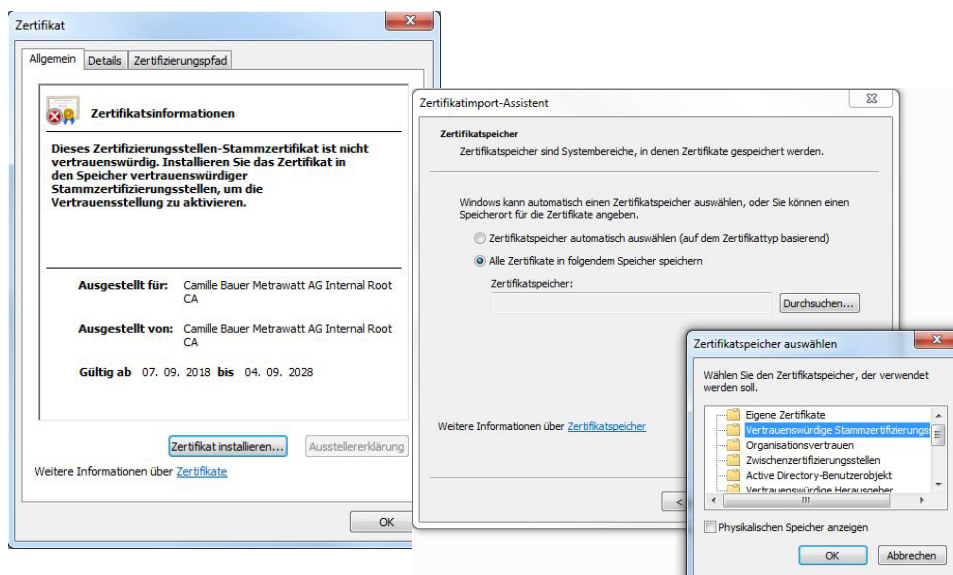 Zertifikat
Allgemein
Details
Zertifizierungspfad
Zertifikatsinformationen
Dieses Zertifizierungsstellen-Stammzertifikat ist nicht
vertrauenswürdig. Installieren Sie das Zertifikat in
den Speicher vertrauenswürdiger
Stammzertifizierungsstellen, um die
Vertrauensstellung zu aktivieren.
Ausgestellt für: Camille Bauer Metrawatt AG Internal Root
CA
Ausgestellt von: Camille Bauer Metrawatt AG Internal Root
CA
Gültig ab 07. 09. 2018 bis 04. 09. 2028
Zertifikat installieren...
Ausstellererklärung
Weitere Informationen über Zertifikate
OK
Zertifikatimport-Assistent
Zertifikatspeicher
Zertifikatspeicher sind Systembereiche, in denen Zertifikate gespeichert werden.
Windows kann automatisch einen Zertifikatspeicher auswählen, oder Sie können einen
Speicherort für die Zertifikate angeben.
Zertifikatspeicher automatisch auswählen (auf dem Zertifikattyp basierend)
Alle Zertifikate in folgendem Speicher speichern
Zertifikatspeicher:
Durchsuchen...
Weitere Informationen über Zertifikatspeicher
<
Zertifikatspeicher auswählen
Wählen Sie den Zertifikatspeicher, der verwendet
werden soll.
Eigene Zertifikate
Vertrauenswürdige Stammzertifizierungs
Organisationsvertrauen
Zwischenzertifizierungsstellen
Active Directory-Benutzerobjekt
Vertrauenswürdige Herausgeber
Physikalischen Speicher anzeigen
OK
Abbrechen